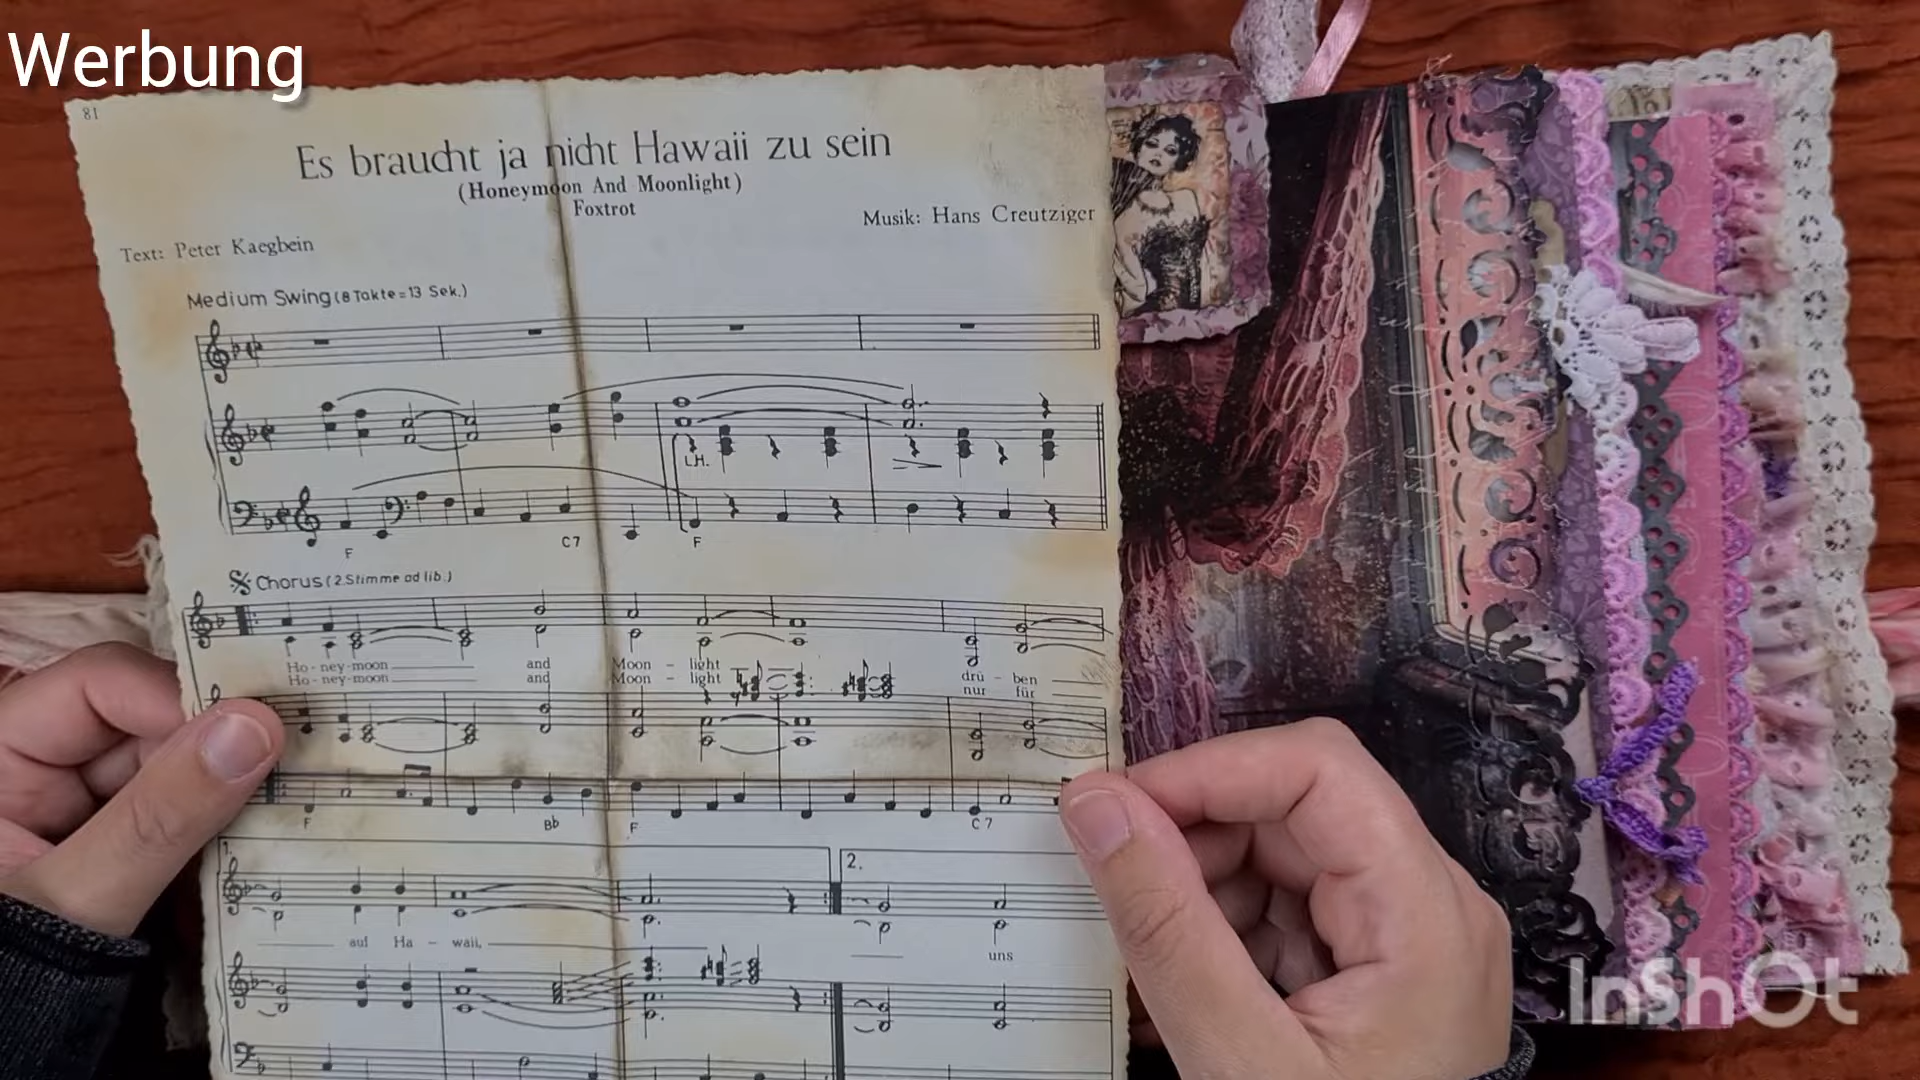 Werbung
81
Es braucht ja nicht Hawaii zu sein
(Honeymoon And Moonlight)
Foxtrot
Musik: Hans Creutziger
Text: Peter Kaegbein
Medium Swing (8 Takte = 13 Sek.)
L.H.
F C7 F
Chorus (2. Stimme ad lib.)
Ho - ney - moon and Moon - light drü - ben
Ho - ney - moon and Moon - light nur für
F Bb F C7
1. 2.
auf Ha - waii, uns
InShOt